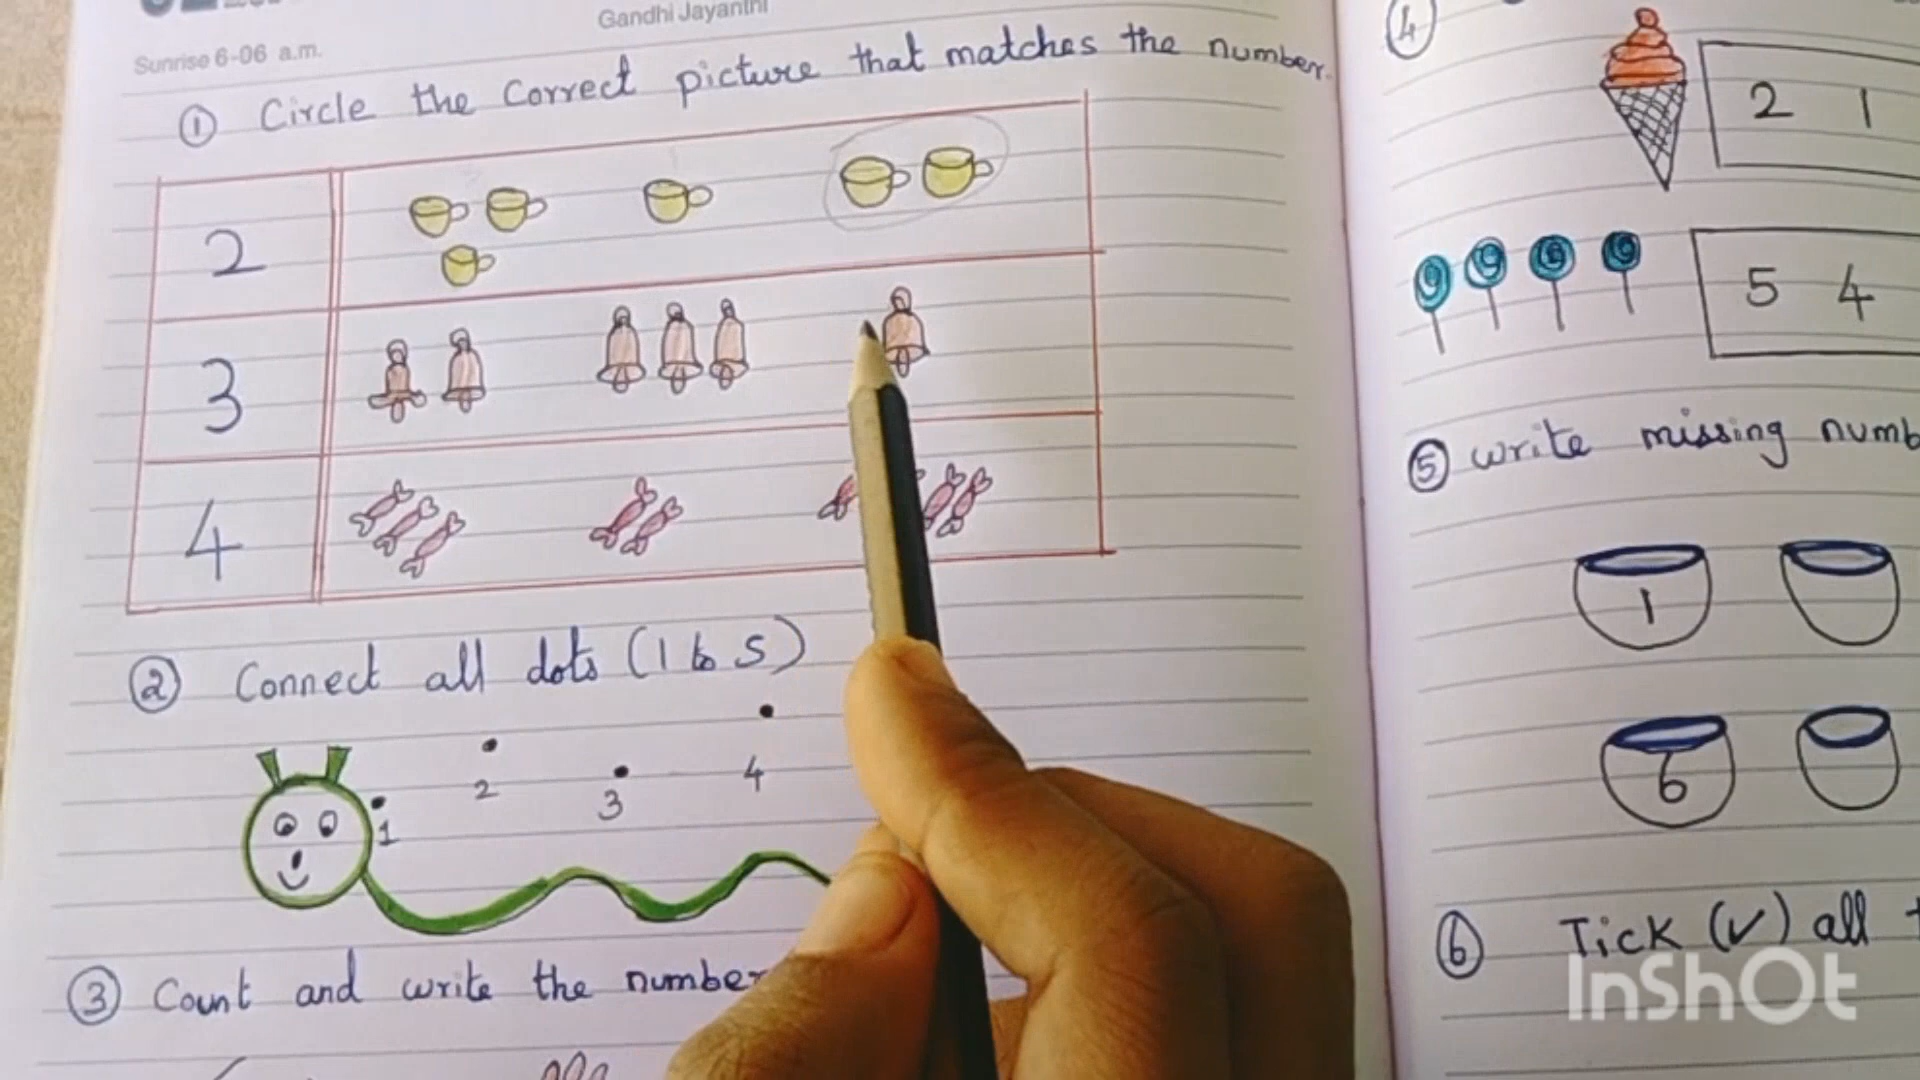 Gandhi Jayanthi
Sunrise 6-06 a.m.
① Circle the correct picture that matches the number.
2
3
4
② Connect all dots (1 to 5)
1
2
3
4
③ Count and write the number
④
2 1
5 4
⑤ write missing numb
1
6
⑥ Tick (✓) all
InShOt